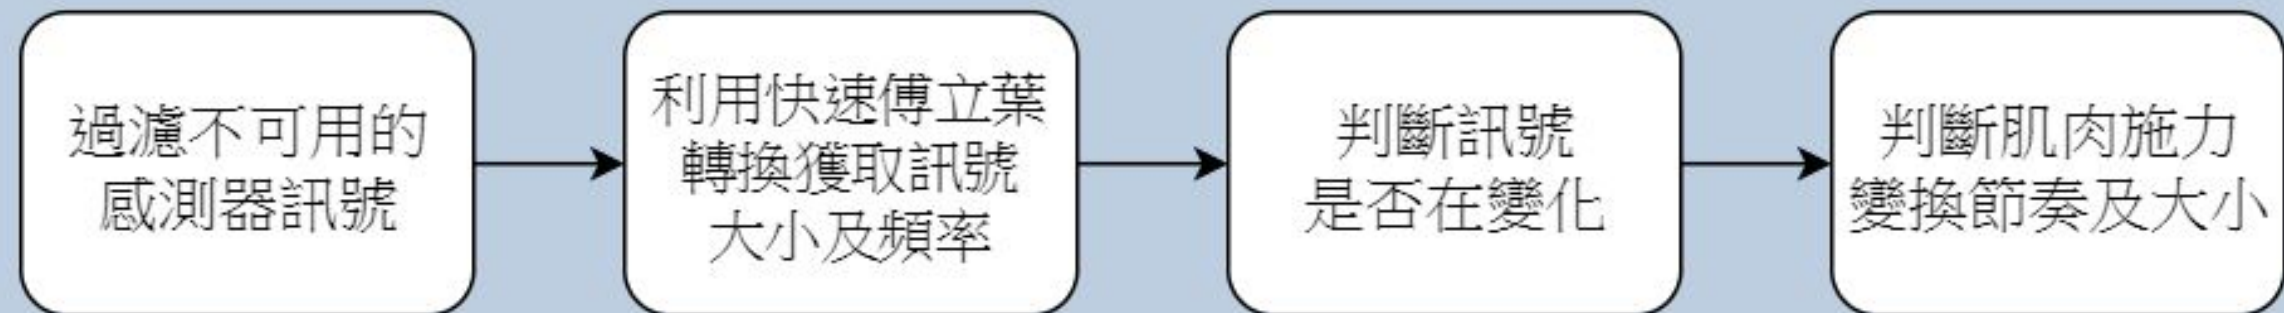 過濾不可用的
感測器訊號
利用快速傅立葉
轉換獲取訊號
大小及頻率
判斷訊號
是否在變化
判斷肌肉施力
變換節奏及大小